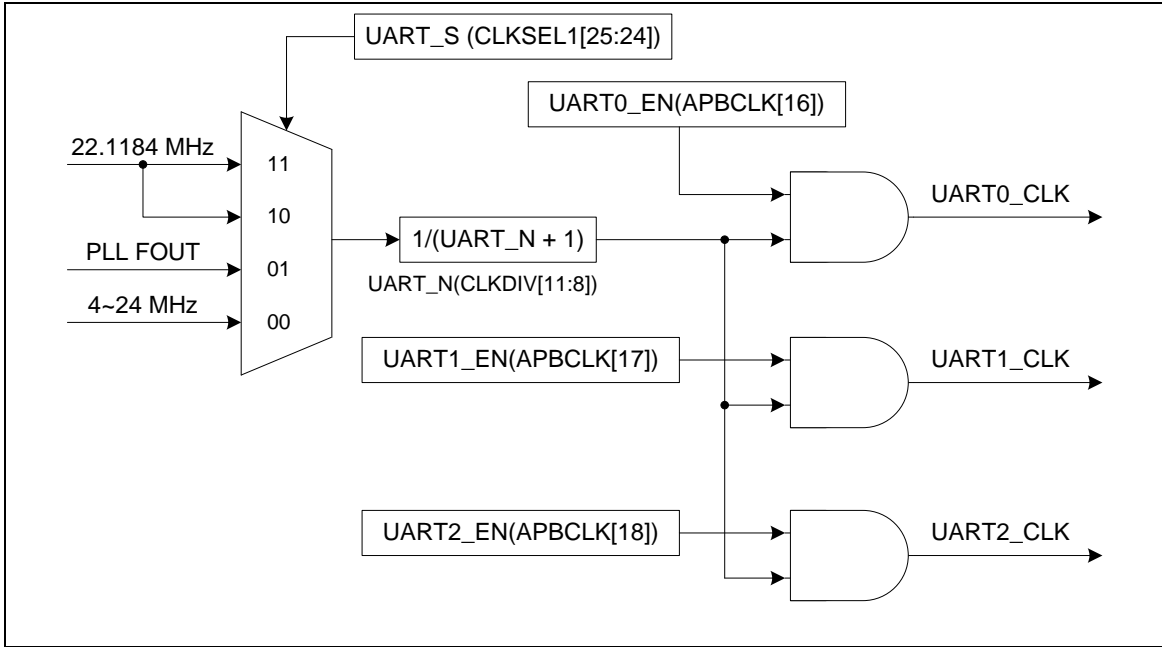 UART_S (CLKSEL1[25:24])
UART0_EN(APBCLK[16])
22.1184 MHz
11
UART0_CLK
10
1/(UART_N + 1)
PLL FOUT
01
UART_N(CLKDIV[11:8])
4~24 MHz
00
UART1_EN(APBCLK[17])
UART1_CLK
UART2_EN(APBCLK[18])
UART2_CLK